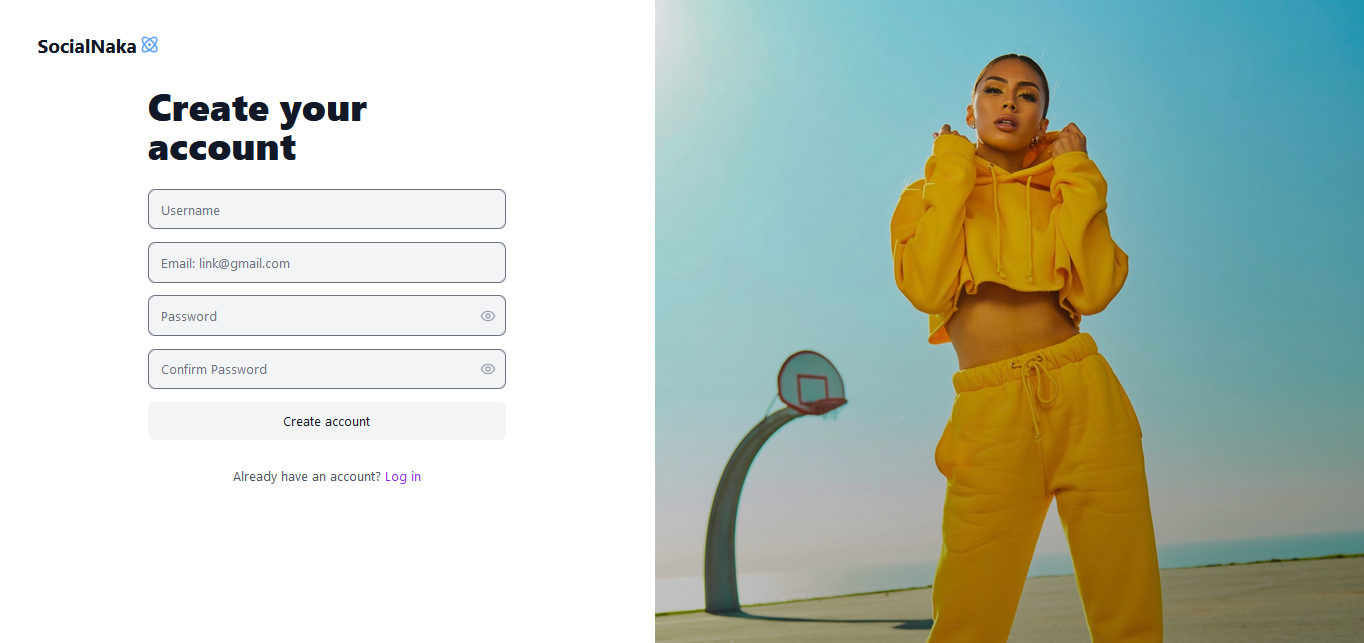 SocialNaka
Create your
account
Username
Email: link@gmail.com
Password
Confirm Password
Create account
Already have an account? Log in